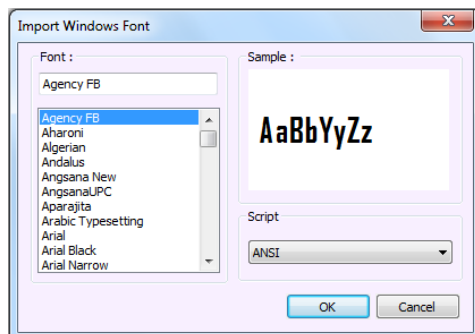 Import Windows Font
Font :
Agency FB
Agency FB
Aharoni
Algerian
Andalus
Angsana New
AngsanaUPC
Aparajita
Arabic Typesetting
Arial
Arial Black
Arial Narrow
Sample :
AaBbYyZz
Script
ANSI
OK
Cancel